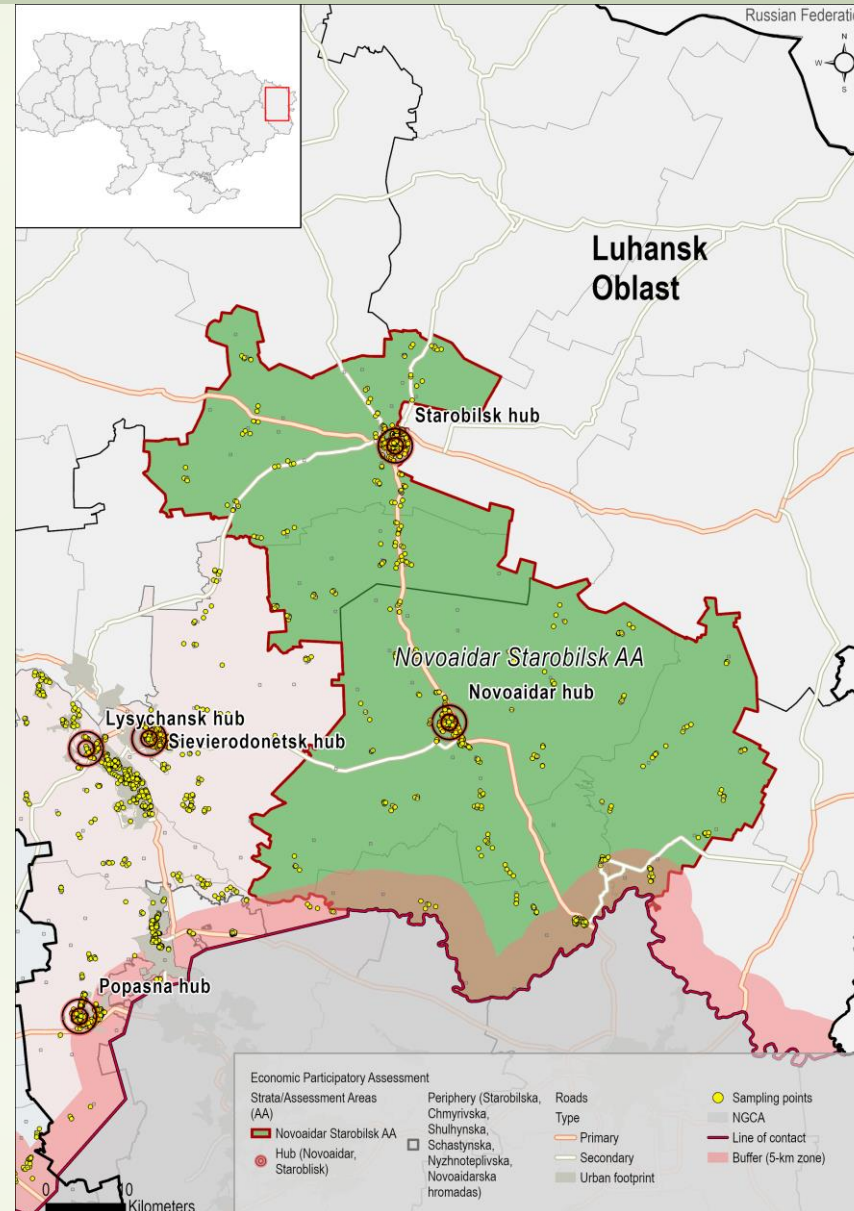 Russian Federatio
N
W
S
Luhansk
Oblast
Starobilsk hub
Novoaidar Starobilsk AA
Novoaidar hub
Lysychansk hub
Sievierodonetsk hub
Popasna hub
Economic Participatory Assessment
Strata/Assessment Areas
(AA)
Novoaidar Starobilsk AA
Hub (Novoaidar,
Staroblisk)
Periphery (Starobilska,
Chmyrivska,
Shulhynska,
Schastynska,
Nyzhnoteplivska,
Novoaidarska
hromadas)
Roads
Type
Primary
Secondary
Urban footprint
Sampling points
NGCA
Line of contact
Buffer (5-km zone)
0 10
Kilometers